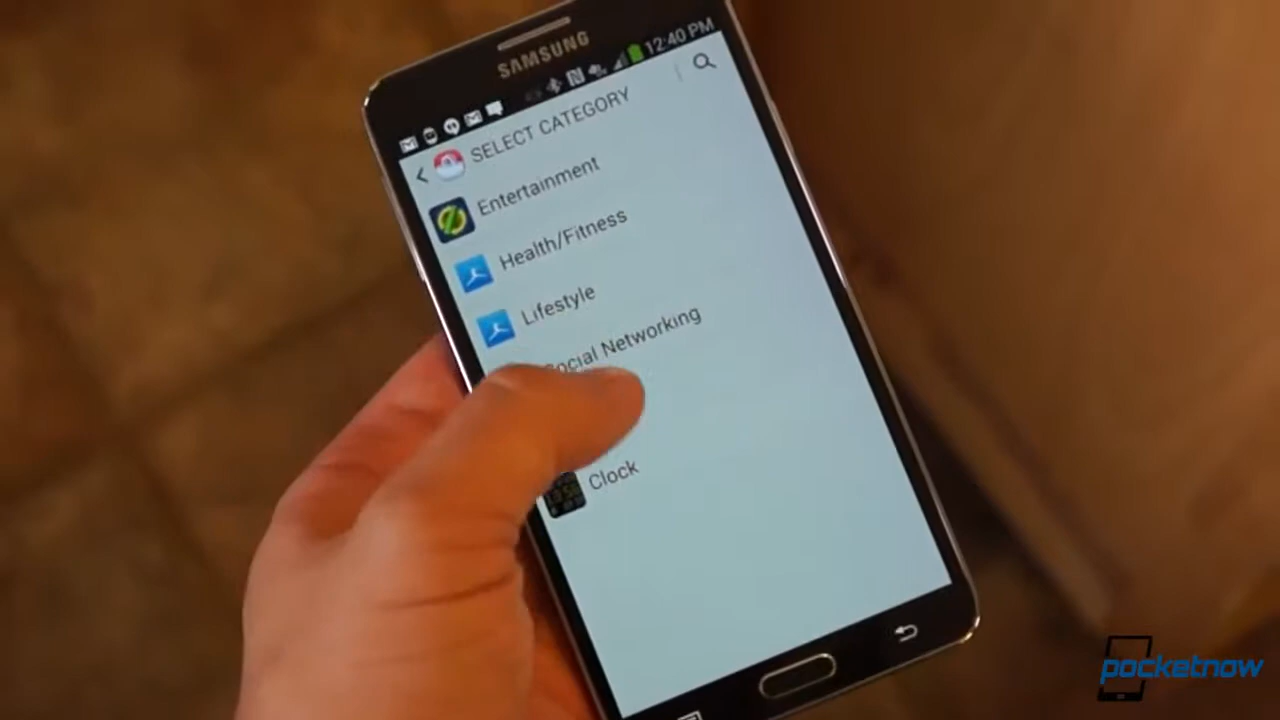 SAMSUNG
12:40 PM
SELECT CATEGORY
Entertainment
Health/Fitness
Lifestyle
Social Networking
Clock
pocketnow